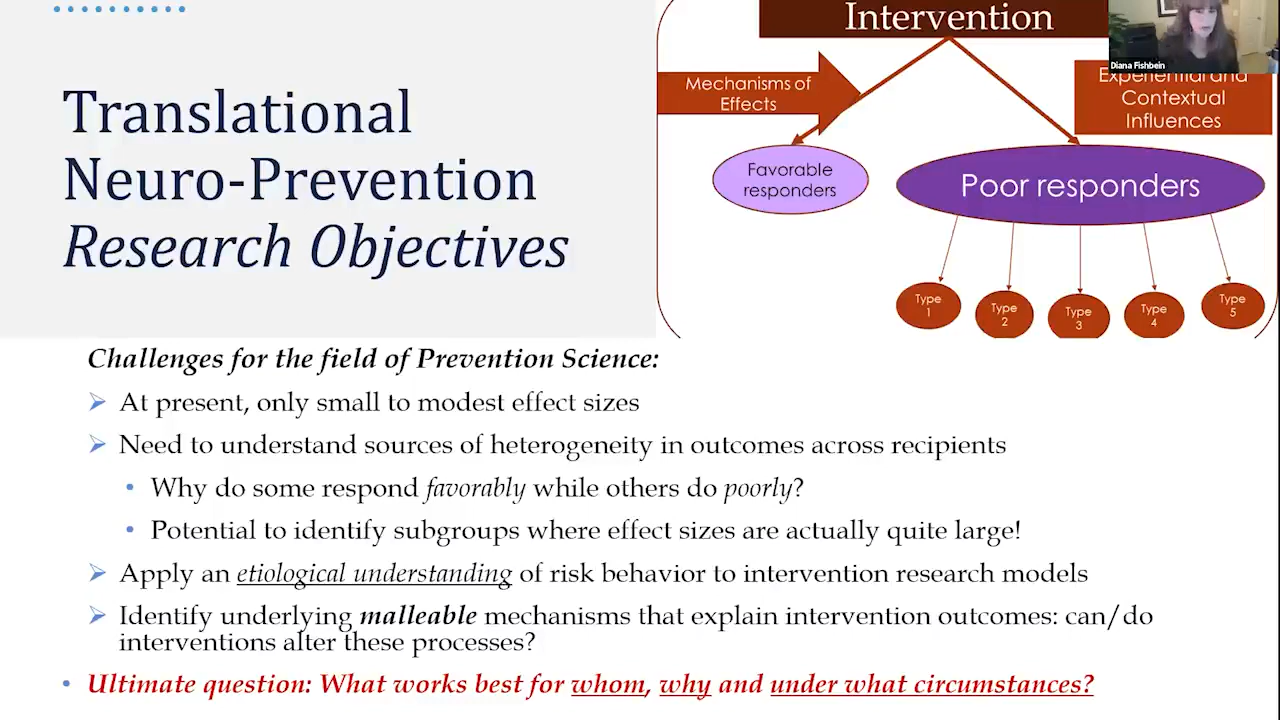 Translational
Neuro-Prevention
Research Objectives
Intervention
Diana Fishbein
Mechanisms of
Effects
Experiential and
Contextual
Influences
Favorable
responders
Poor responders
Type
1
Type
2
Type
3
Type
4
Type
5
Challenges for the field of Prevention Science:
At present, only small to modest effect sizes
Need to understand sources of heterogeneity in outcomes across recipients
Why do some respond favorably while others do poorly?
Potential to identify subgroups where effect sizes are actually quite large!
Apply an etiological understanding of risk behavior to intervention research models
Identify underlying malleable mechanisms that explain intervention outcomes: can/do
interventions alter these processes?
Ultimate question: What works best for whom, why and under what circumstances?